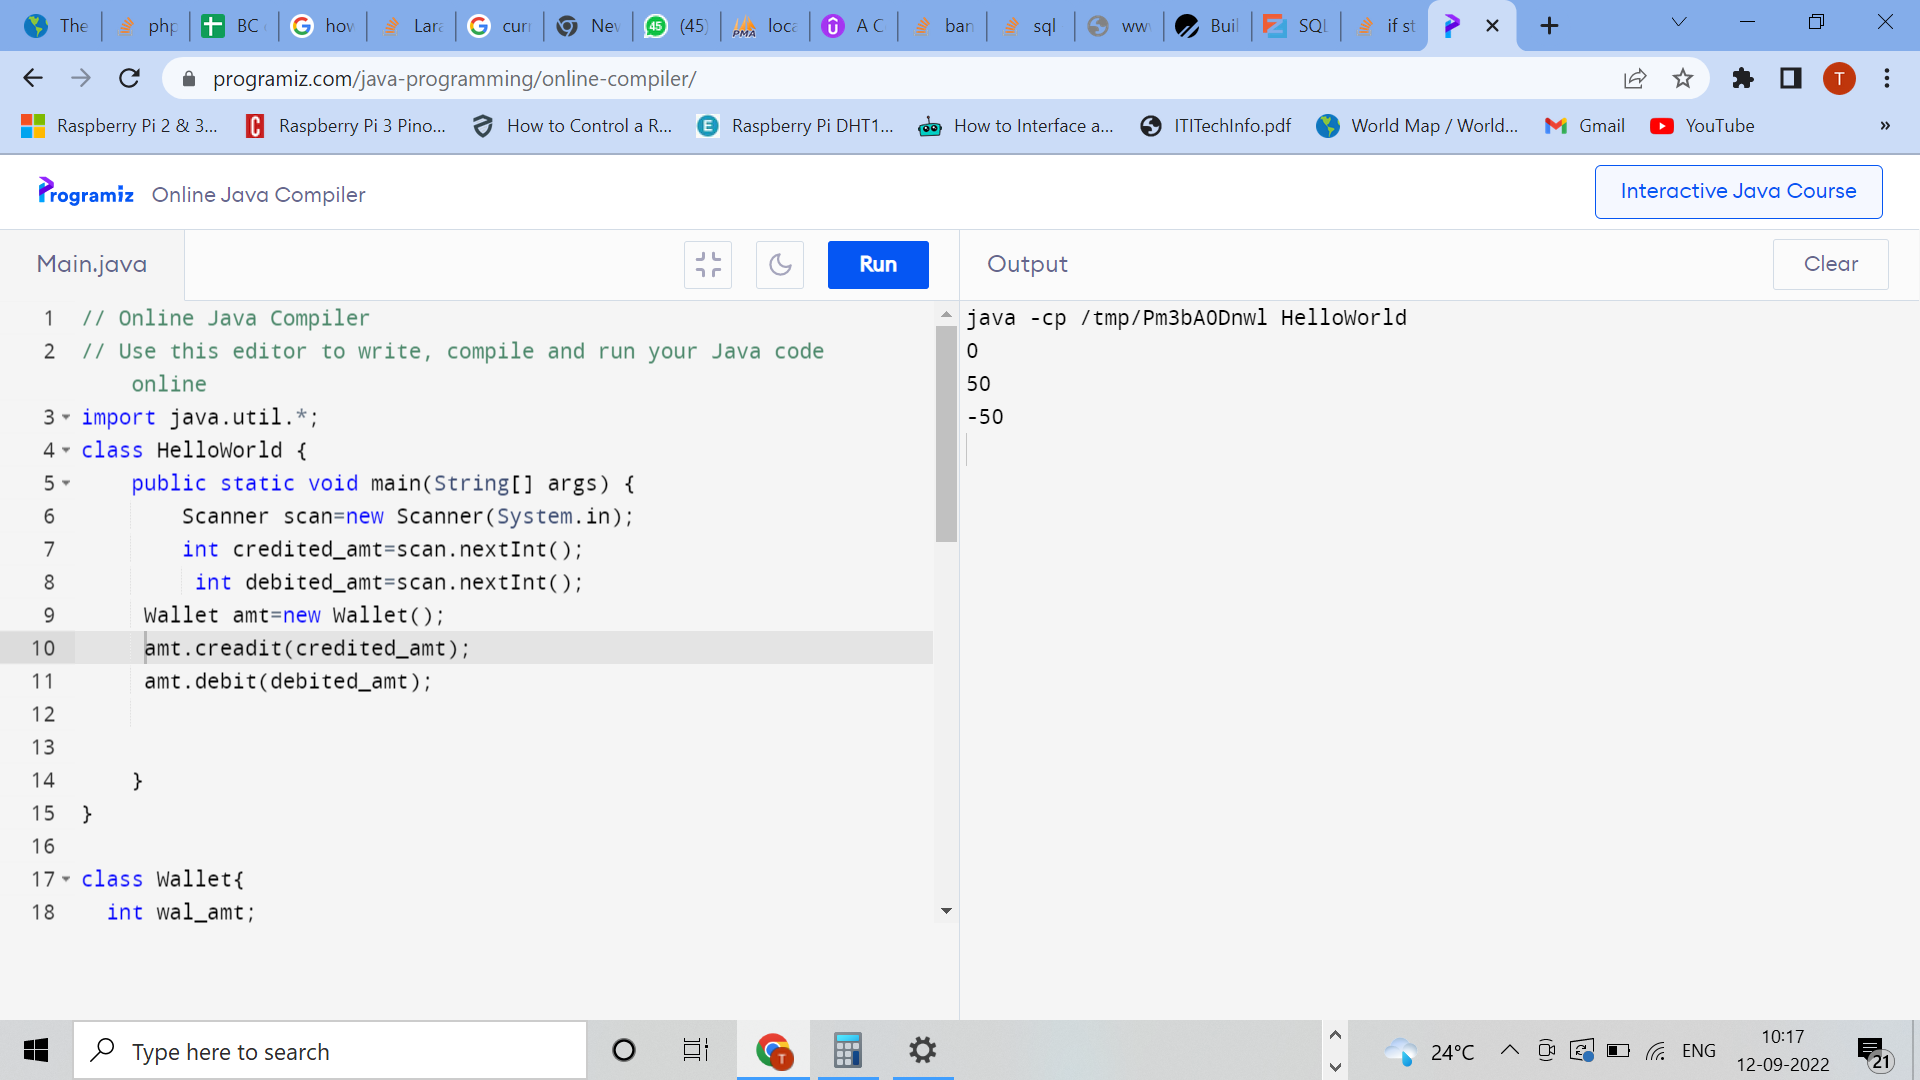 The
php
BC
how
Lara
curr
New
45
(45)
PMA
loca
A C
ban
sql
ww
Buil
SQL
if st
programiz.com/java-programming/online-compiler/
T
Raspberry Pi 2 & 3...
Raspberry Pi 3 Pino...
How to Control a R...
Raspberry Pi DHT1...
How to Interface a...
ITITechInfo.pdf
World Map / World...
Gmail
YouTube
»
Programiz
Online Java Compiler
Interactive Java Course
Main.java
Run
Output
Clear
1 // Online Java Compiler
2 // Use this editor to write, compile and run your Java code
online
3 import java.util.*;
4 class HelloWorld {
5 public static void main(String[] args) {
6 Scanner scan=new Scanner(System.in);
7 int credited_amt=scan.nextInt();
8 int debited_amt=scan.nextInt();
9 Wallet amt=new Wallet();
10 amt.creadit(credited_amt);
11 amt.debit(debited_amt);
12
13
14 }
15 }
16
17 class Wallet{
18 int wal_amt;
java -cp /tmp/Pm3bAODnwl HelloWorld
0
50
-50
Type here to search
T
24°C
ENG
10:17
12-09-2022
21